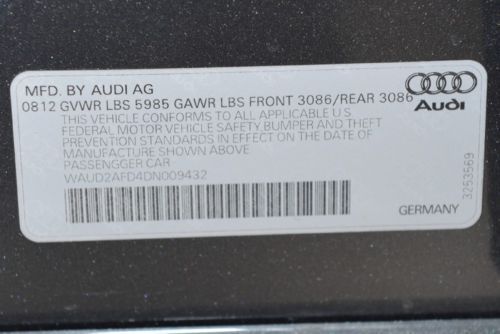 MFD. BY AUDI AG
0812 GVWR LBS 5985 GAWR LBS FRONT 3086/REAR 3086
Audi
THIS VEHICLE CONFORMS TO ALL APPLICABLE U S
FEDERAL MOTOR VEHICLE SAFETY BUMPER AND THEFT
PREVENTION STANDARDS IN EFFECT ON THE DATE OF
MANUFACTURE SHOWN ABOVE
PASSENGGER CAR-
WAUD2AFD4DN009432
GERMANY
3253569